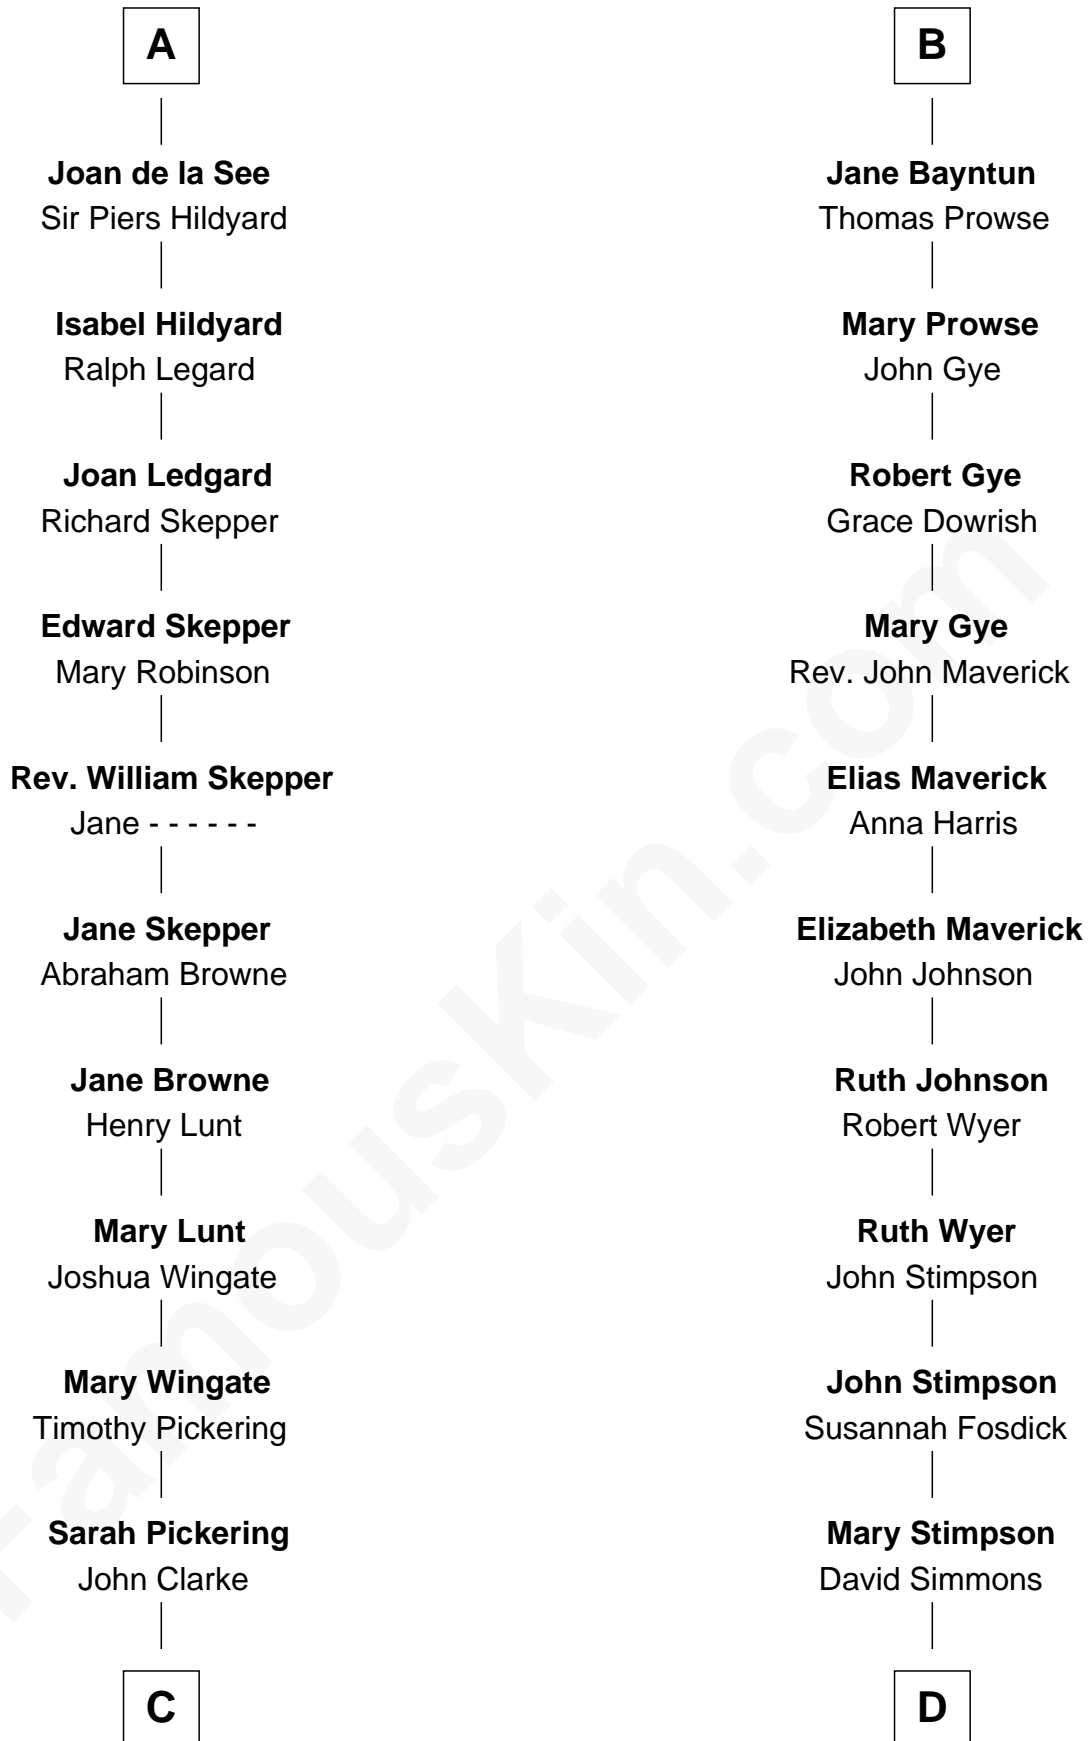 A
Joan de la See
Sir Piers Hildyard
Isabel Hildyard
Ralph Legard
Joan Ledgard
Richard Skepper
Edward Skepper
Mary Robinson
Rev. William Skepper
Jane - - - - - -
Jane Skepper
Abraham Browne
Jane Browne
Henry Lunt
Mary Lunt
Joshua Wingate
Mary Wingate
Timothy Pickering
Sarah Pickering
John Clarke
C
B
Jane Bayntun
Thomas Prowse
Mary Prowse
John Gye
Robert Gye
Grace Dowrish
Mary Gye
Rev. John Maverick
Elias Maverick
Anna Harris
Elizabeth Maverick
John Johnson
Ruth Johnson
Robert Wyer
Ruth Wyer
John Stimpson
John Stimpson
Susannah Fosdick
Mary Stimpson
David Simmons
D
FamousKin.com